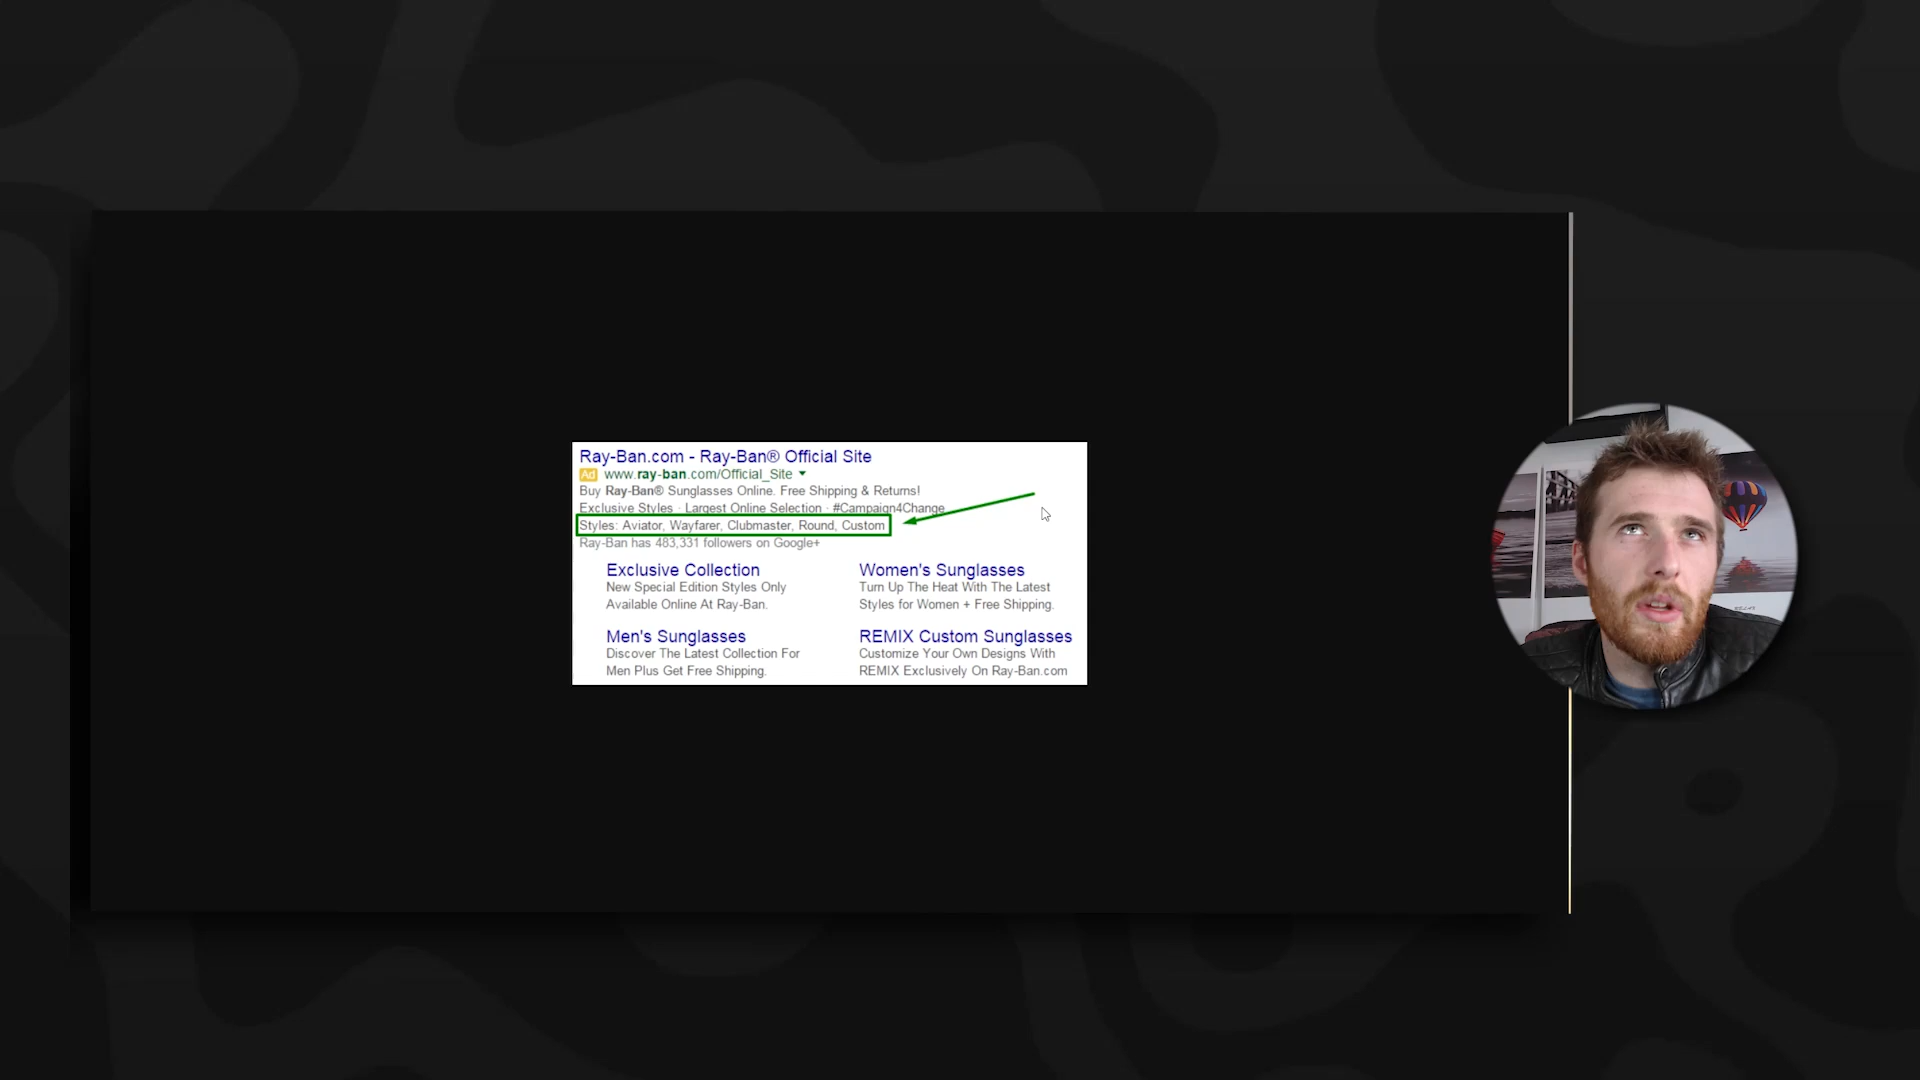 Ray-Ban.com - Ray-Ban® Official Site
Ad www.ray-ban.com/Official_Site
Buy Ray-Ban® Sunglasses Online. Free Shipping & Returns!
Exclusive Styles · Largest Online Selection · #Campaign4Change
Styles: Aviator, Wayfarer, Clubmaster, Round, Custom
Ray-Ban has 483,331 followers on Google+
Exclusive Collection
New Special Edition Styles Only
Available Online At Ray-Ban.
Women's Sunglasses
Turn Up The Heat With The Latest
Styles for Women + Free Shipping.
Men's Sunglasses
Discover The Latest Collection For
Men Plus Get Free Shipping.
REMIX Custom Sunglasses
Customize Your Own Designs With
REMIX Exclusively On Ray-Ban.com